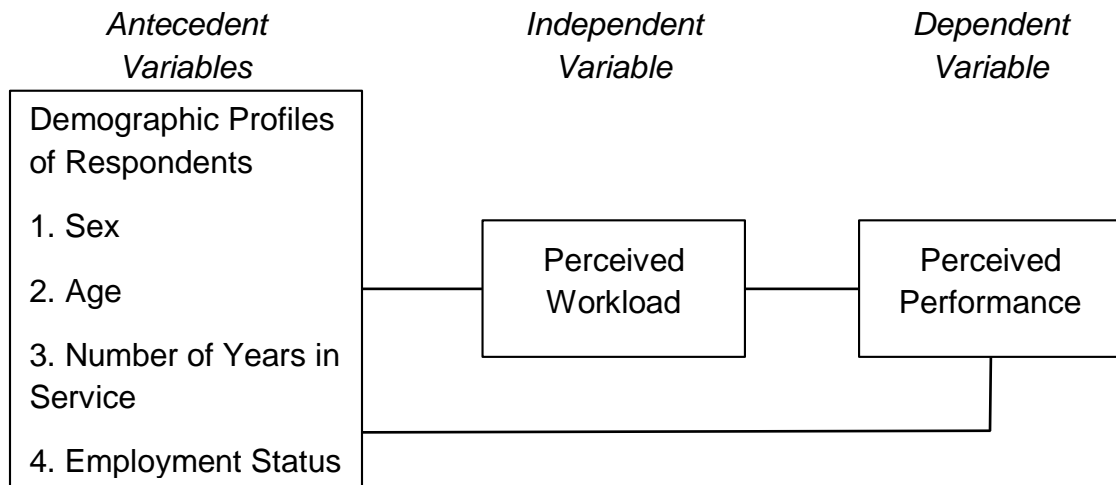 Antecedent
Variables
Independent
Variable
Dependent
Variable
Demographic Profiles
of Respondents
1. Sex
2. Age
3. Number of Years in
Service
4. Employment Status
Perceived
Workload
Perceived
Performance